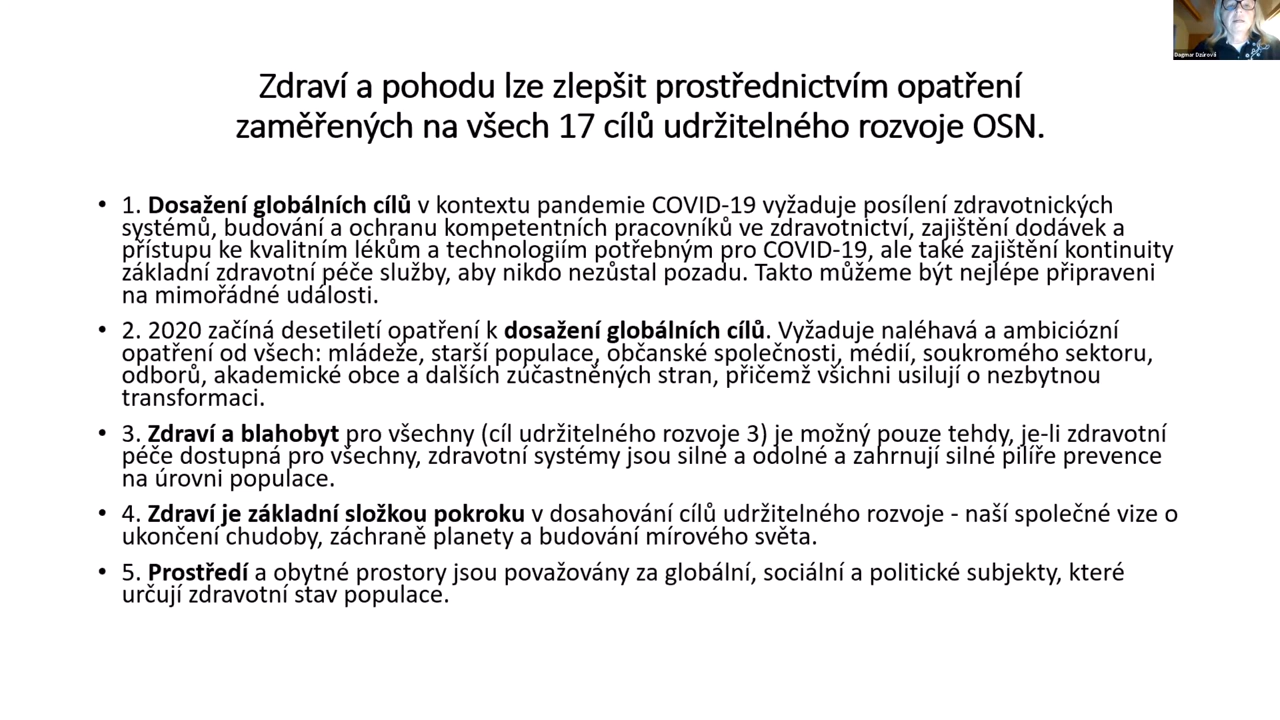 Dagmar Dzúrová
Zdraví a pohodu lze zlepšit prostřednictvím opatření
zaměřených na všech 17 cílů udržitelného rozvoje OSN.
• 1. Dosažení globálních cílů v kontextu pandemie COVID-19 vyžaduje posílení zdravotnických
systémů, budování a ochranu kompetentních pracovníků ve zdravotnictví, zajištění dodávek a
přístupu ke kvalitním lékům a technologiím potřebným pro COVID-19, ale také zajištění kontinuity
základní zdravotní péče služby, aby nikdo nezůstal pozadu. Takto můžeme být nejlépe připraveni
na mimořádné události.
• 2. 2020 začíná desetiletí opatření k dosažení globálních cílů. Vyžaduje naléhavá a ambiciózní
opatření od všech: mládeže, starší populace, občanské společnosti, médií, soukromého sektoru,
odborů, akademické obce a dalších zúčastněných stran, přičemž všichni usilují o nezbytnou
transformaci.
• 3. Zdraví a blahobyt pro všechny (cíl udržitelného rozvoje 3) je možný pouze tehdy, je-li zdravotní
péče dostupná pro všechny, zdravotní systémy jsou silné a odolné a zahrnují silné pilíře prevence
na úrovni populace.
• 4. Zdraví je základní složkou pokroku v dosahování cílů udržitelného rozvoje - naší společné vize o
ukončení chudoby, záchraně planety a budování mírového světa.
• 5. Prostředí a obytné prostory jsou považovány za globální, sociální a politické subjekty, které
určují zdravotní stav populace.